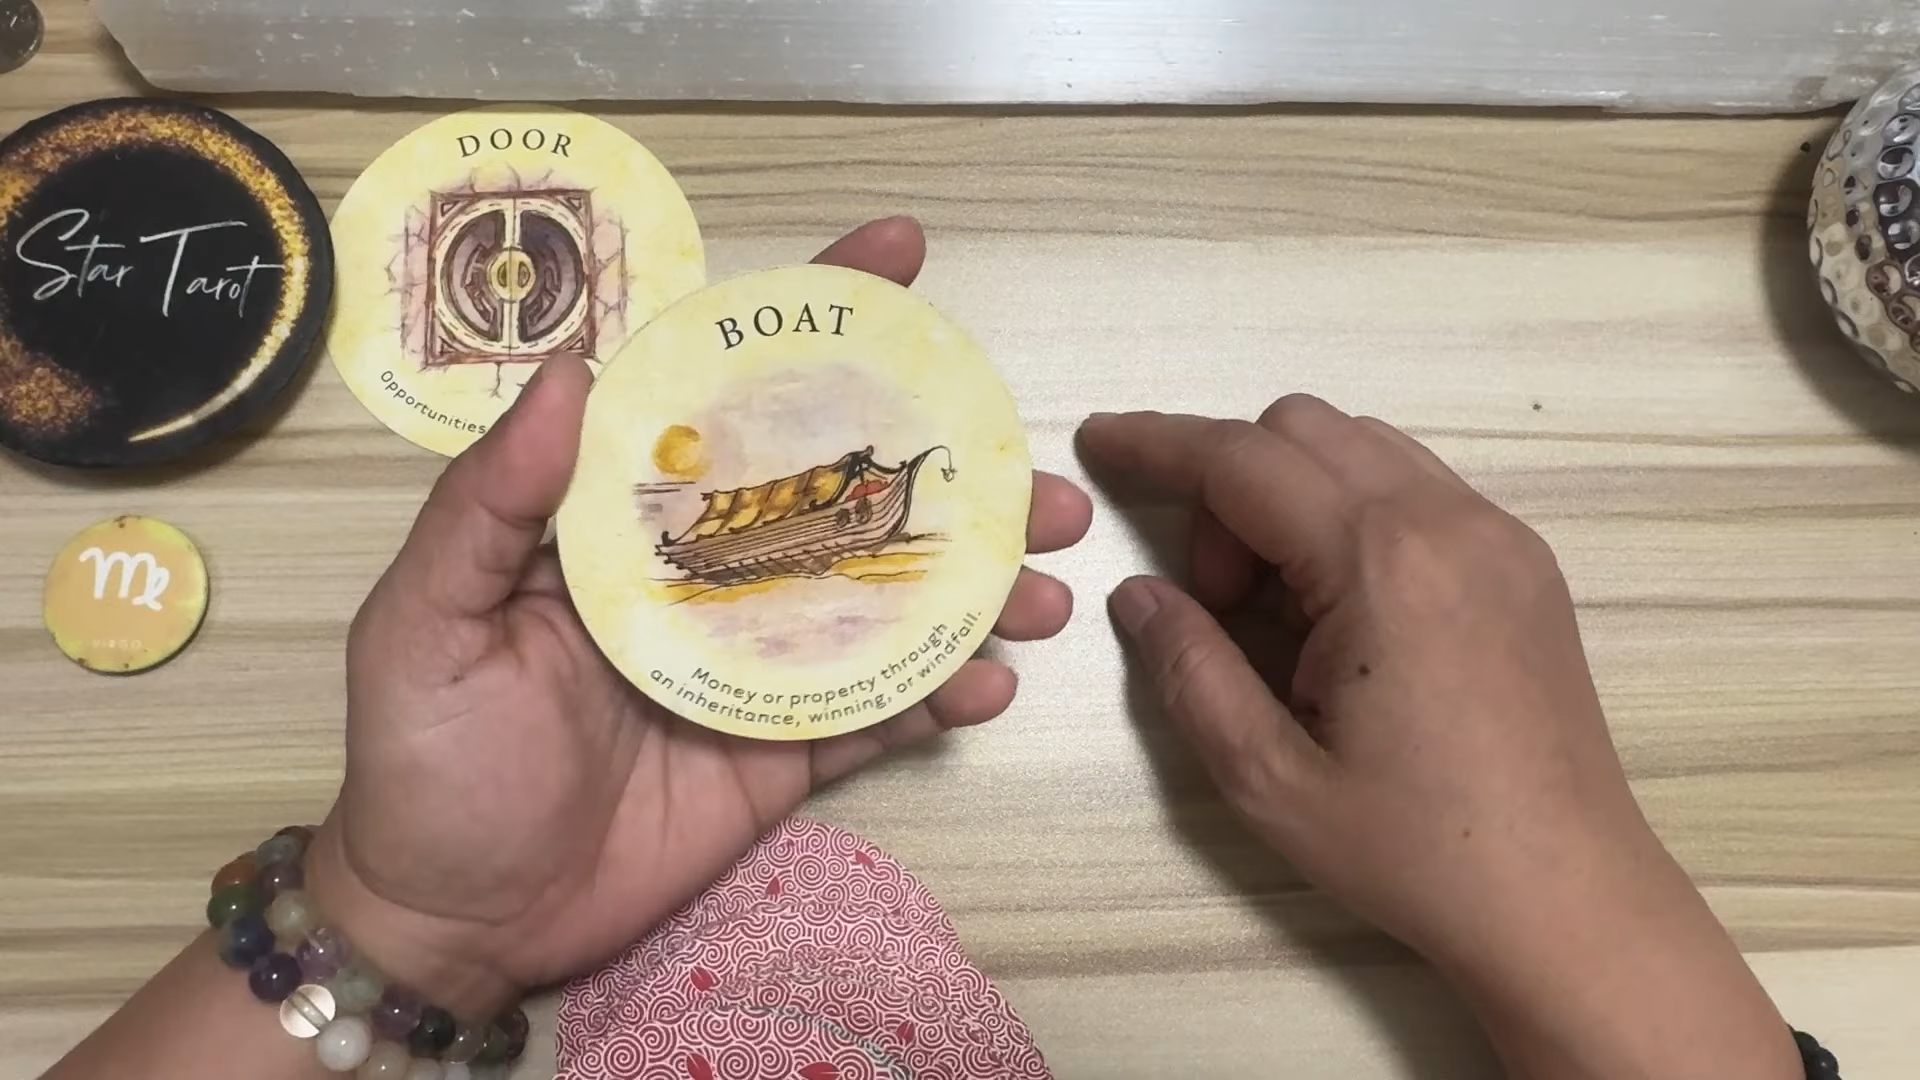 Star Tarot
DOOR
Opportunities
BOAT
Money or property through
an inheritance, winning, or windfall.
VIRGO